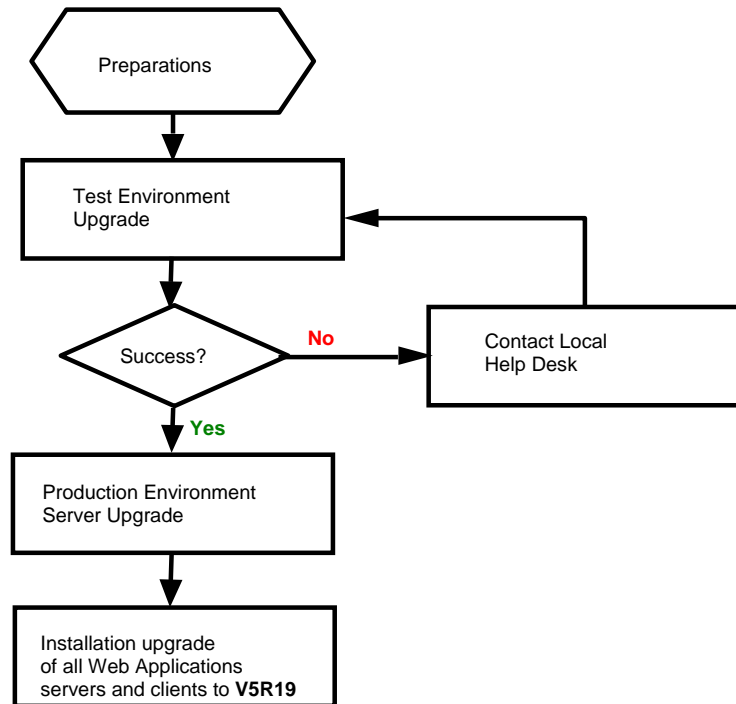 Preparations
Test Environment
Upgrade
Success?
No
Contact Local
Help Desk
Yes
Production Environment
Server Upgrade
Installation upgrade
of all Web Applications
servers and clients to V5R19